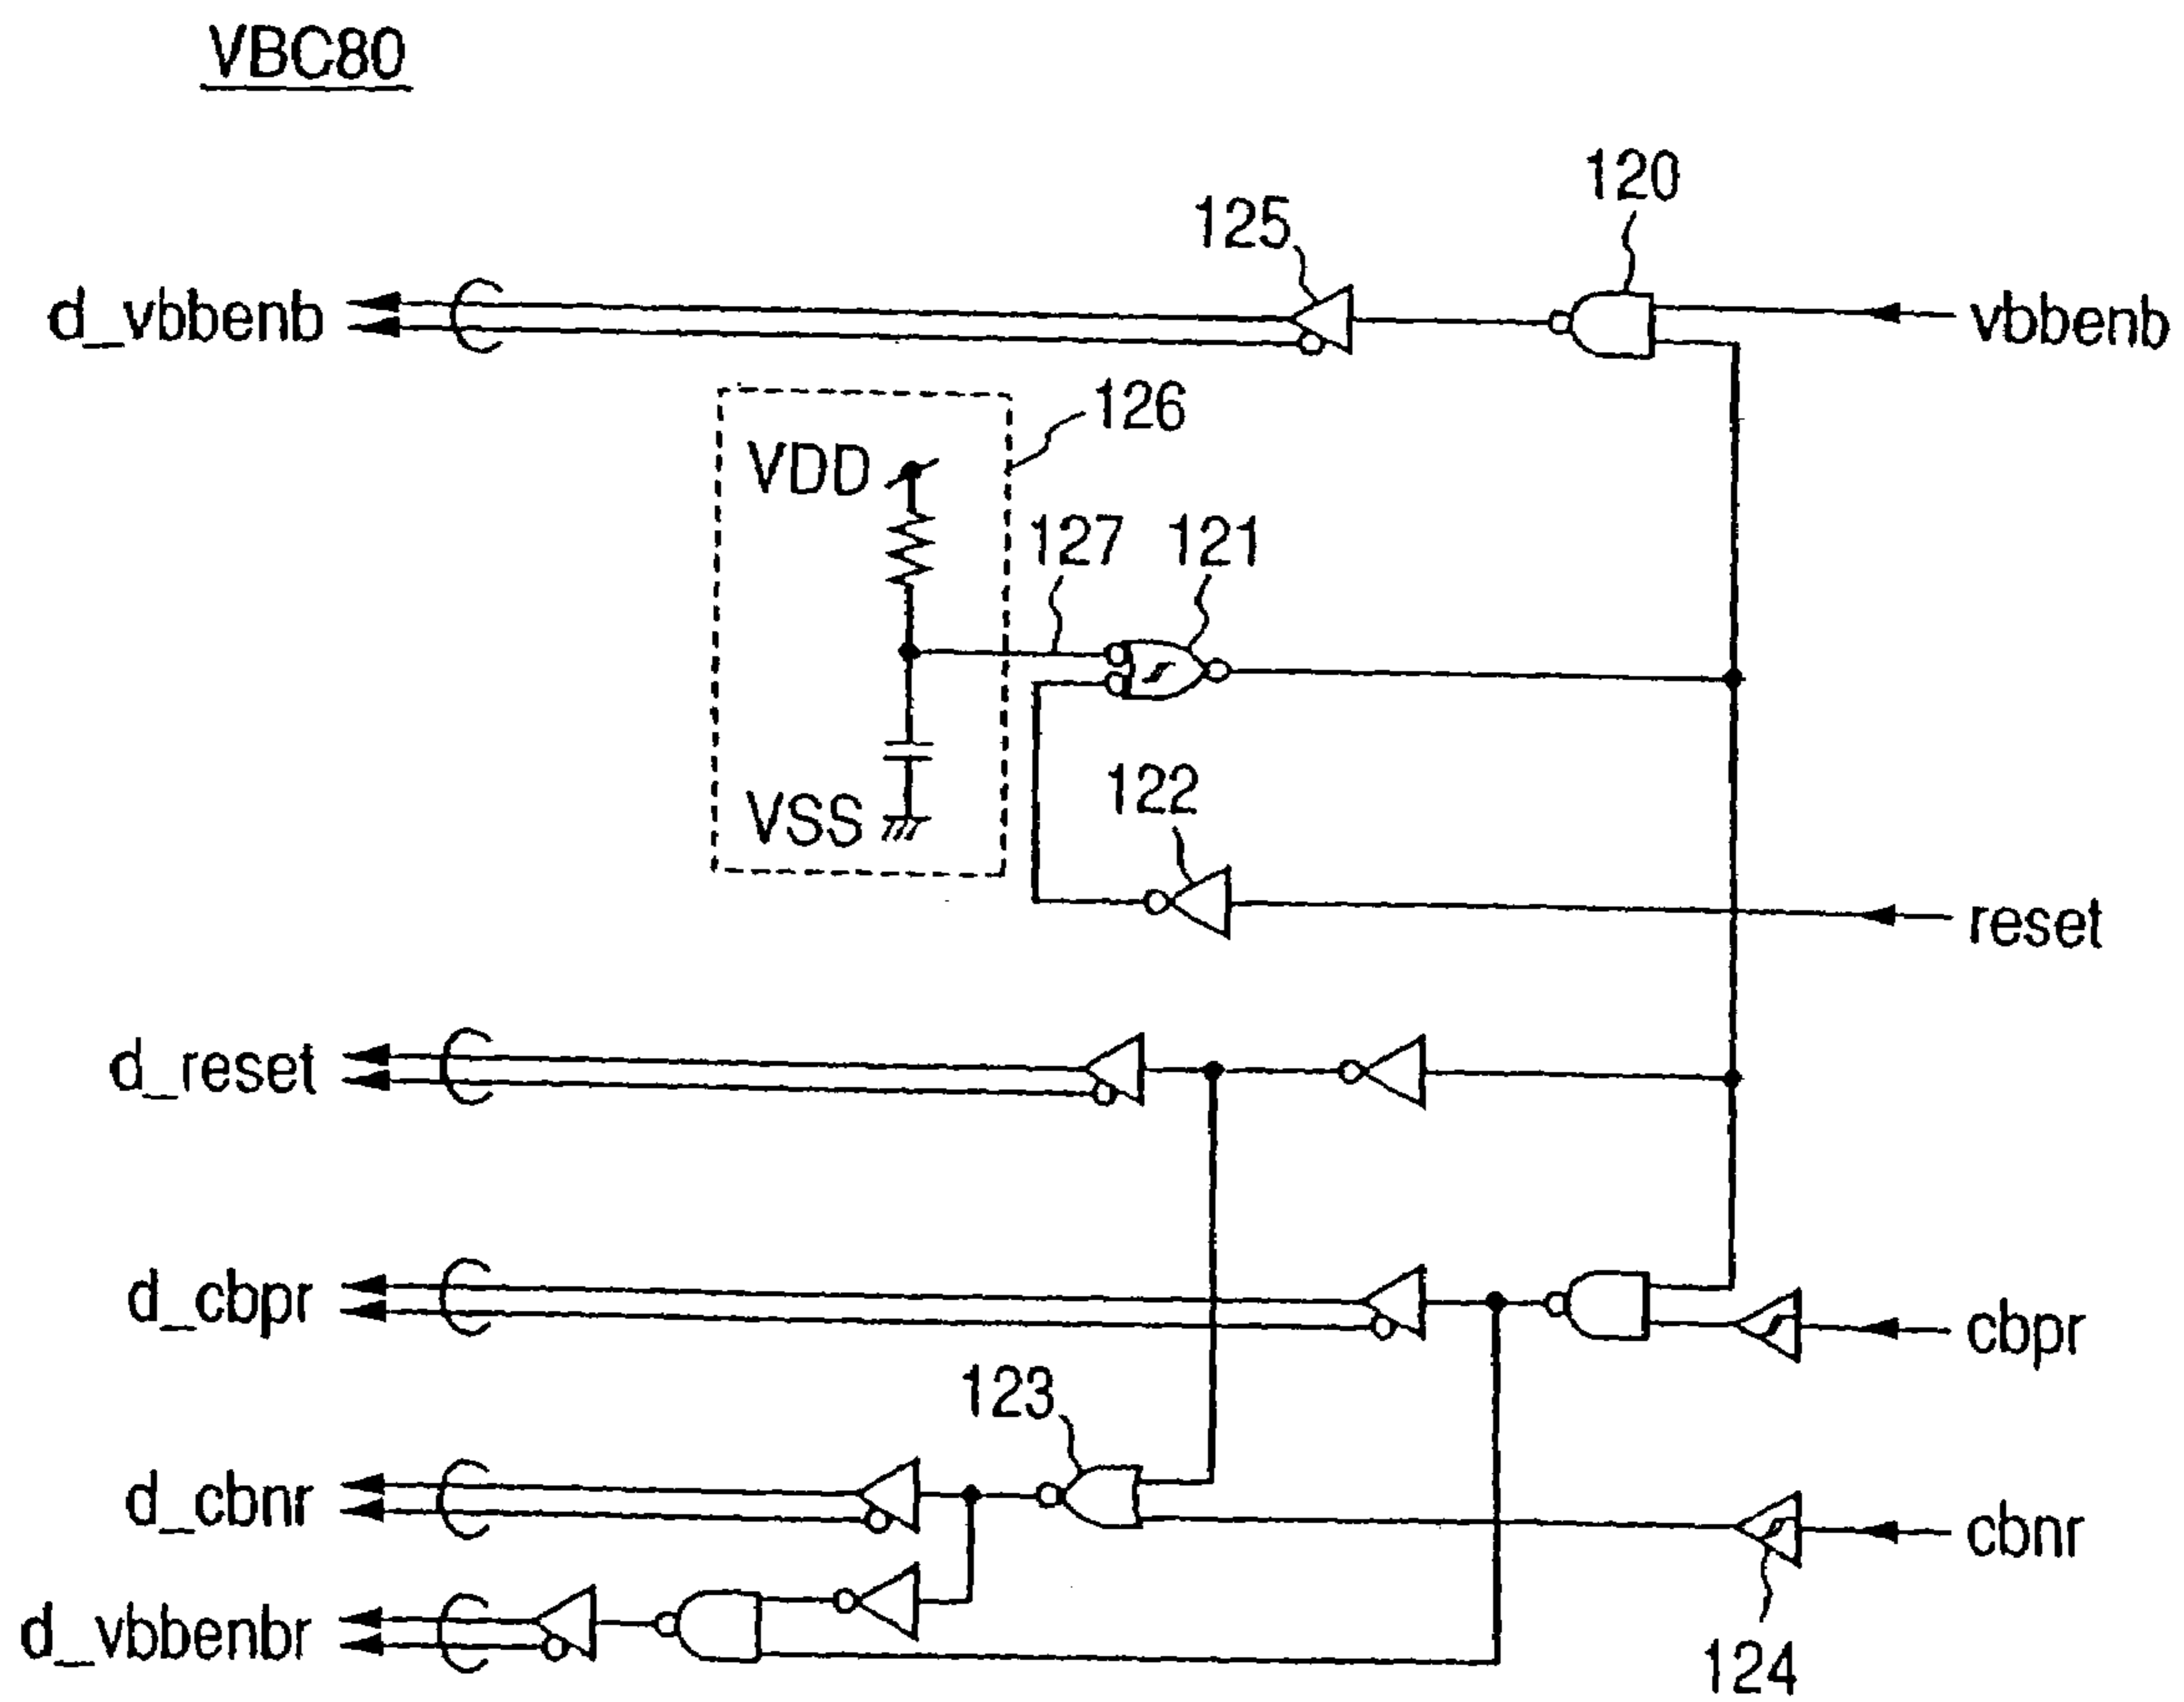 VBC80
120
125
d_vbbenb
vbbenb
126
VDD
127
121
VSS
122
reset
d_reset
d_cbpr
cbpr
123
d_cbnr
cbnr
d_vbbenbr
124